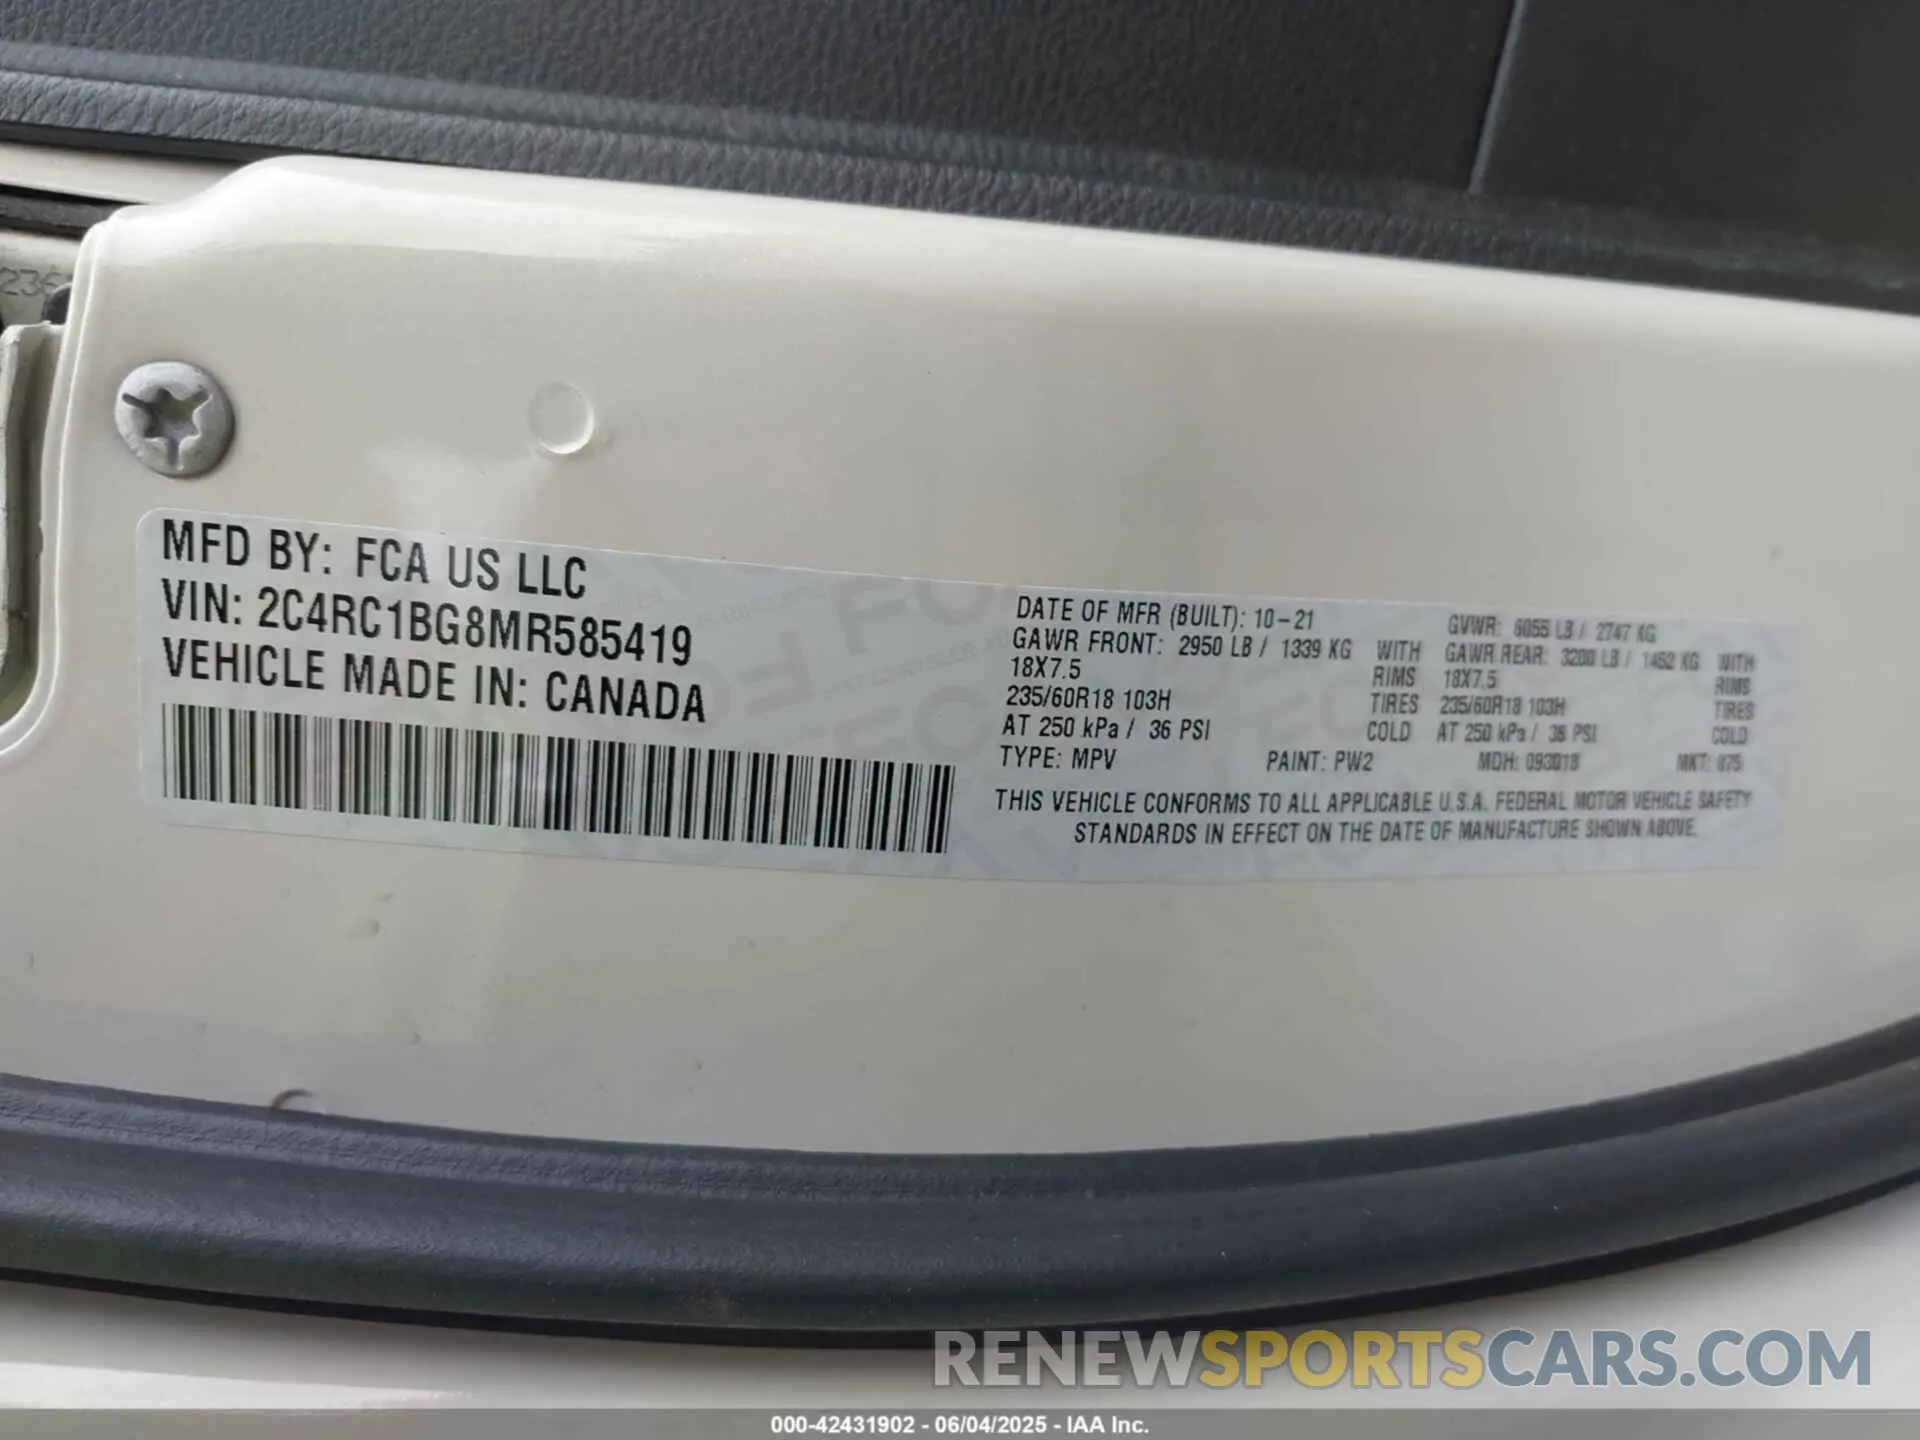 MFD BY: FCA US LLC
VIN: 2C4RC1BG8MR585419
VEHICLE MADE IN: CANADA
DATE OF MFR (BUILT): 10-21 GVWR: 6055 LB / 2747 KG
GAWR FRONT: 2950 LB / 1339 KG WITH GAWR REAR: 3200 LB / 1452 KG WITH
18X7.5 RIMS 18X7.5 RIMS
235/60R18 103H TIRES 235/60R18 103H TIRES
AT 250 kPa / 36 PSI COLD AT 250 kPa / 36 PSI COLD
TYPE: MPV PAINT: PW2 MDH: 093018 MKT: 875
THIS VEHICLE CONFORMS TO ALL APPLICABLE U.S.A. FEDERAL MOTOR VEHICLE SAFETY
STANDARDS IN EFFECT ON THE DATE OF MANUFACTURE SHOWN ABOVE.
RENEWSPORTSCARS.COM
000-42431902 - 06/04/2025 - IAA Inc.